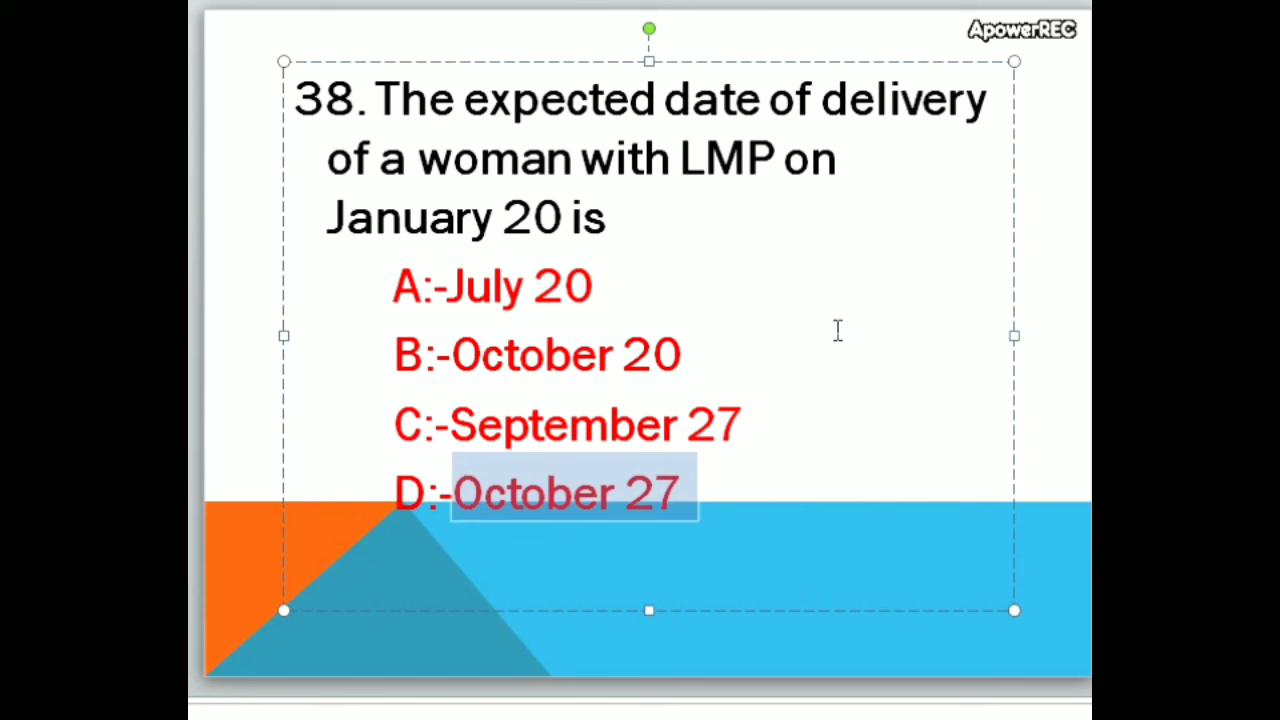 ApowerREC
38. The expected date of delivery
of a woman with LMP on
January 20 is
A:-July 20
B:-October 20
C:-September 27
D:-October 27